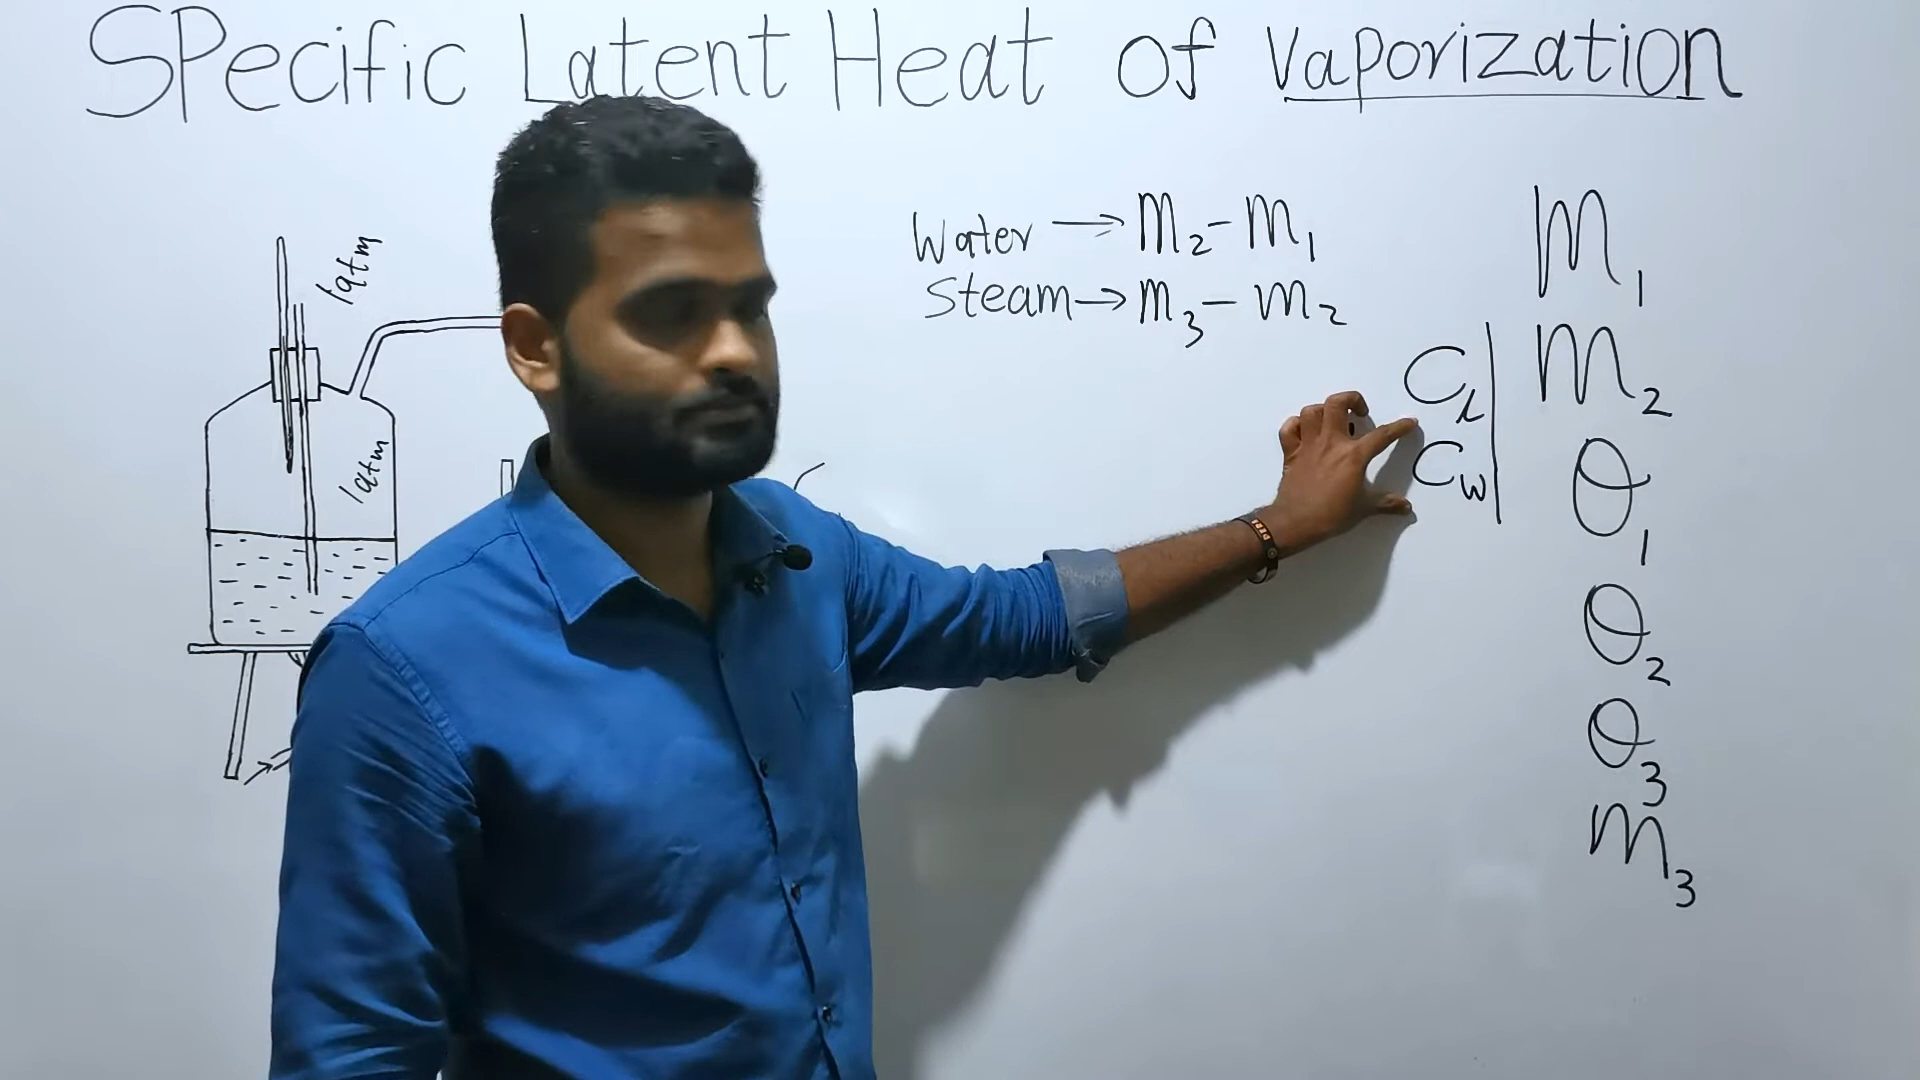 SPecific Latent Heat of Vaporization
1atm
1atm
Water → m₂ - m₁
Steam → m₃ - m₂
C
Cw
m₁
m₂
θ₁
θ₂
θ₃
m₃